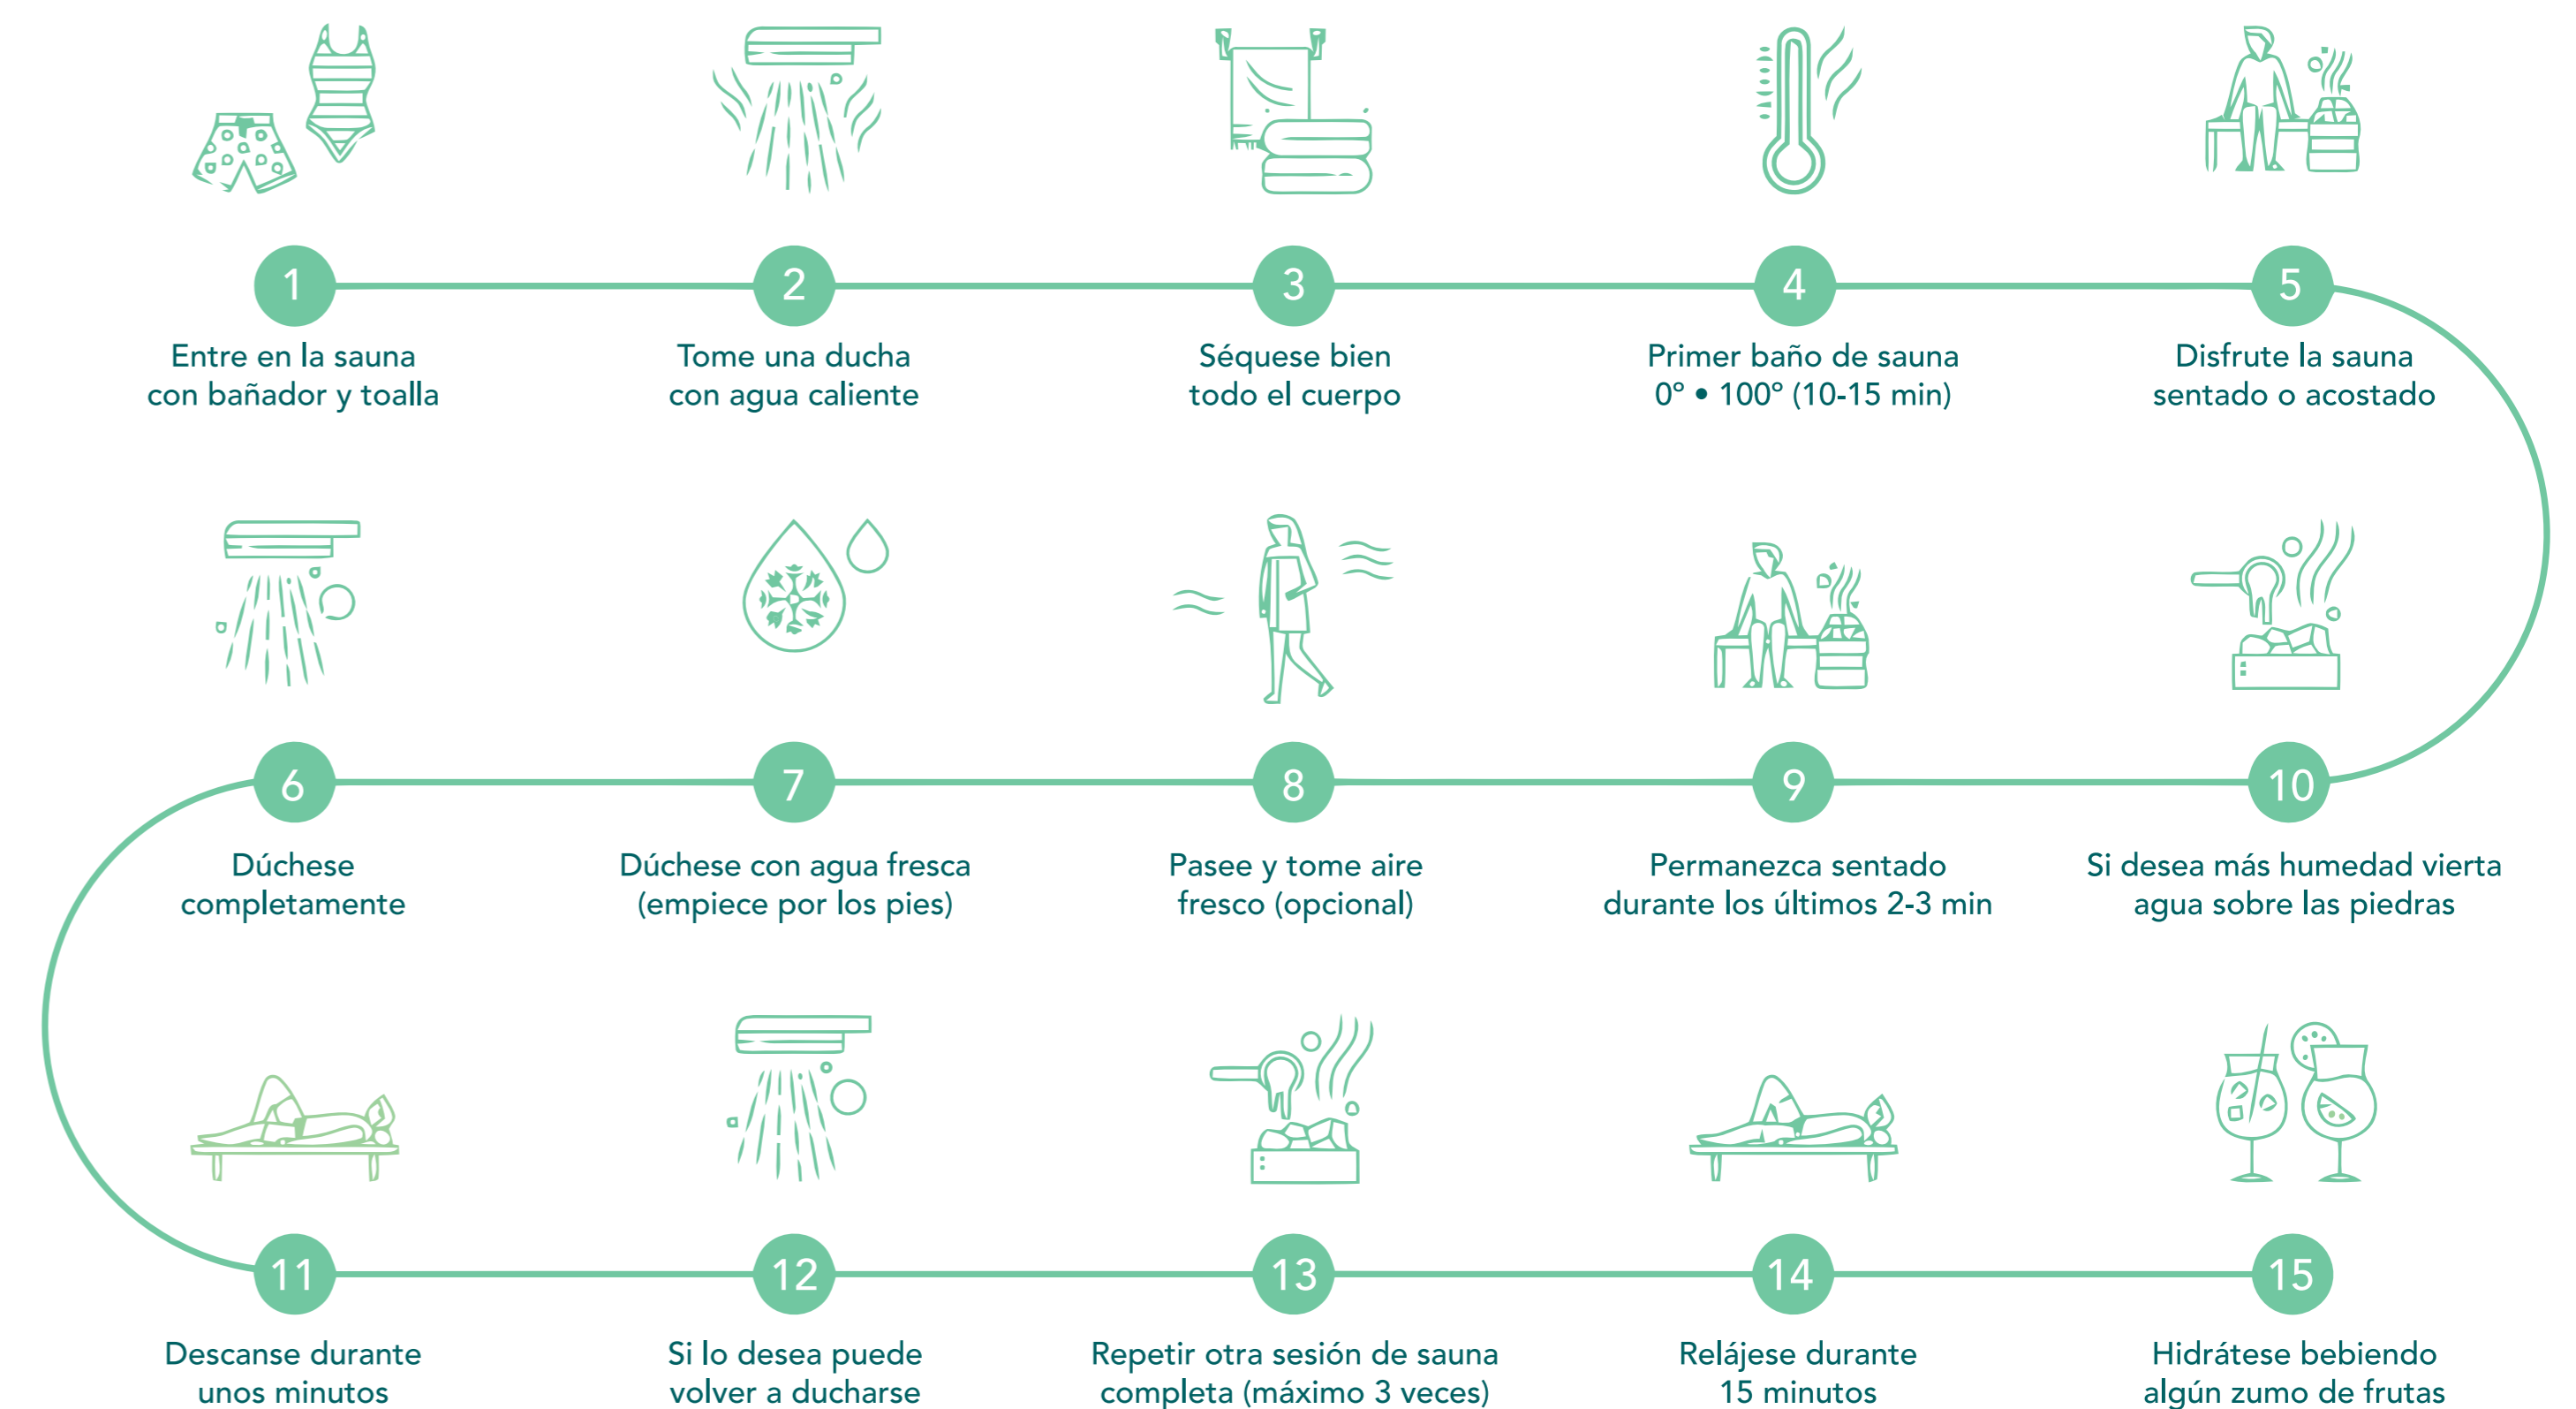 1
Entre en la sauna
con bañador y toalla
2
Tome una ducha
con agua caliente
3
Séquese bien
todo el cuerpo
4
Primer baño de sauna
0º • 100º (10-15 min)
5
Disfrute la sauna
sentado o acostado
6
Dúchese
completamente
7
Dúchese con agua fresca
(empiece por los pies)
8
Pasee y tome aire
fresco (opcional)
9
Permanezca sentado
durante los últimos 2-3 min
10
Si desea más humedad vierta
agua sobre las piedras
11
Descanse durante
unos minutos
12
Si lo desea puede
volver a ducharse
13
Repetir otra sesión de sauna
completa (máximo 3 veces)
14
Relájese durante
15 minutos
15
Hidrátese bebiendo
algún zumo de frutas